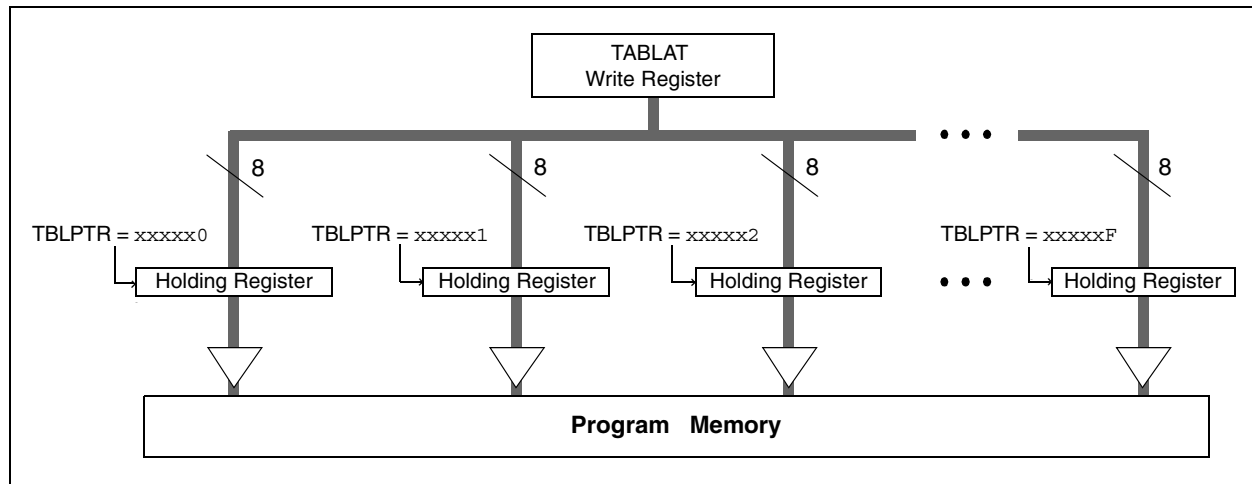 TABLAT
Write Register
8
8
8
8
TBLPTR = xxxxx0
TBLPTR = xxxxx1
TBLPTR = xxxxx2
TBLPTR = xxxxxF
Holding Register
Holding Register
Holding Register
Holding Register
Program Memory